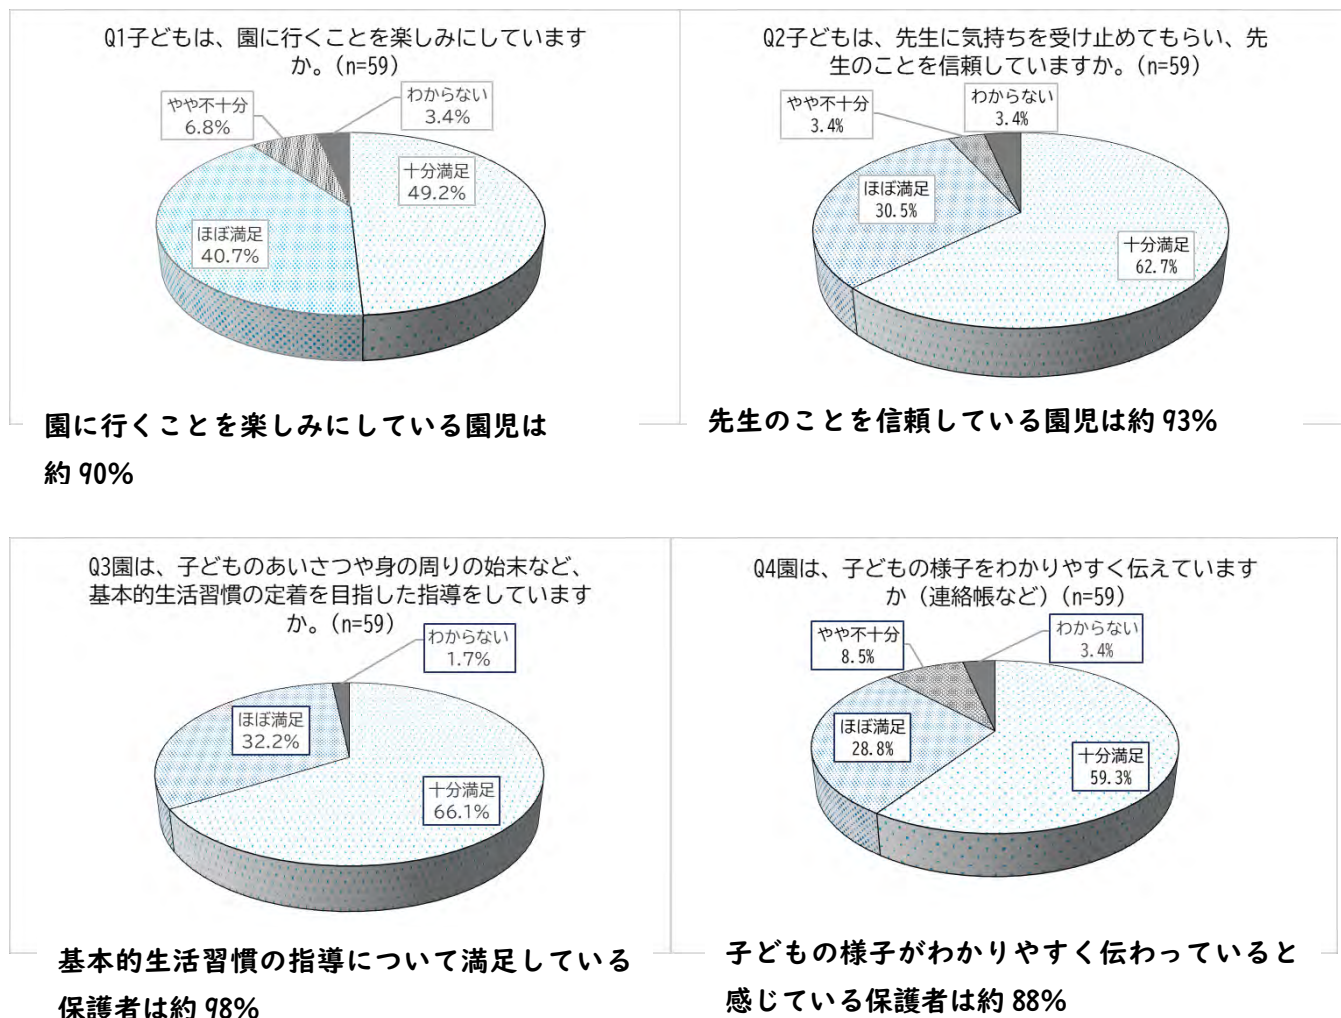 Q1子どもは、園に行くことを楽しみにしています
か。(n=59)
やや不十分
6.8%
わからない
3.4%
十分満足
49.2%
ほぼ満足
40.7%
園に行くことを楽しみにしている園児は
約 90%
Q2子どもは、先生に気持ちを受け止めてもらい、先
生のことを信頼していますか。(n=59)
やや不十分
3.4%
わからない
3.4%
ほぼ満足
30.5%
十分満足
62.7%
先生のことを信頼している園児は約 93%
Q3園は、子どものあいさつや身の周りの始末など、
基本的生活習慣の定着を目指した指導をしています
か。(n=59)
わからない
1.7%
ほぼ満足
32.2%
十分満足
66.1%
基本的生活習慣の指導について満足している
保護者は約 98%
Q4園は、子どもの様子をわかりやすく伝えています
か（連絡帳など）(n=59)
やや不十分
8.5%
わからない
3.4%
ほぼ満足
28.8%
十分満足
59.3%
子どもの様子がわかりやすく伝わっていると
感じている保護者は約 88%